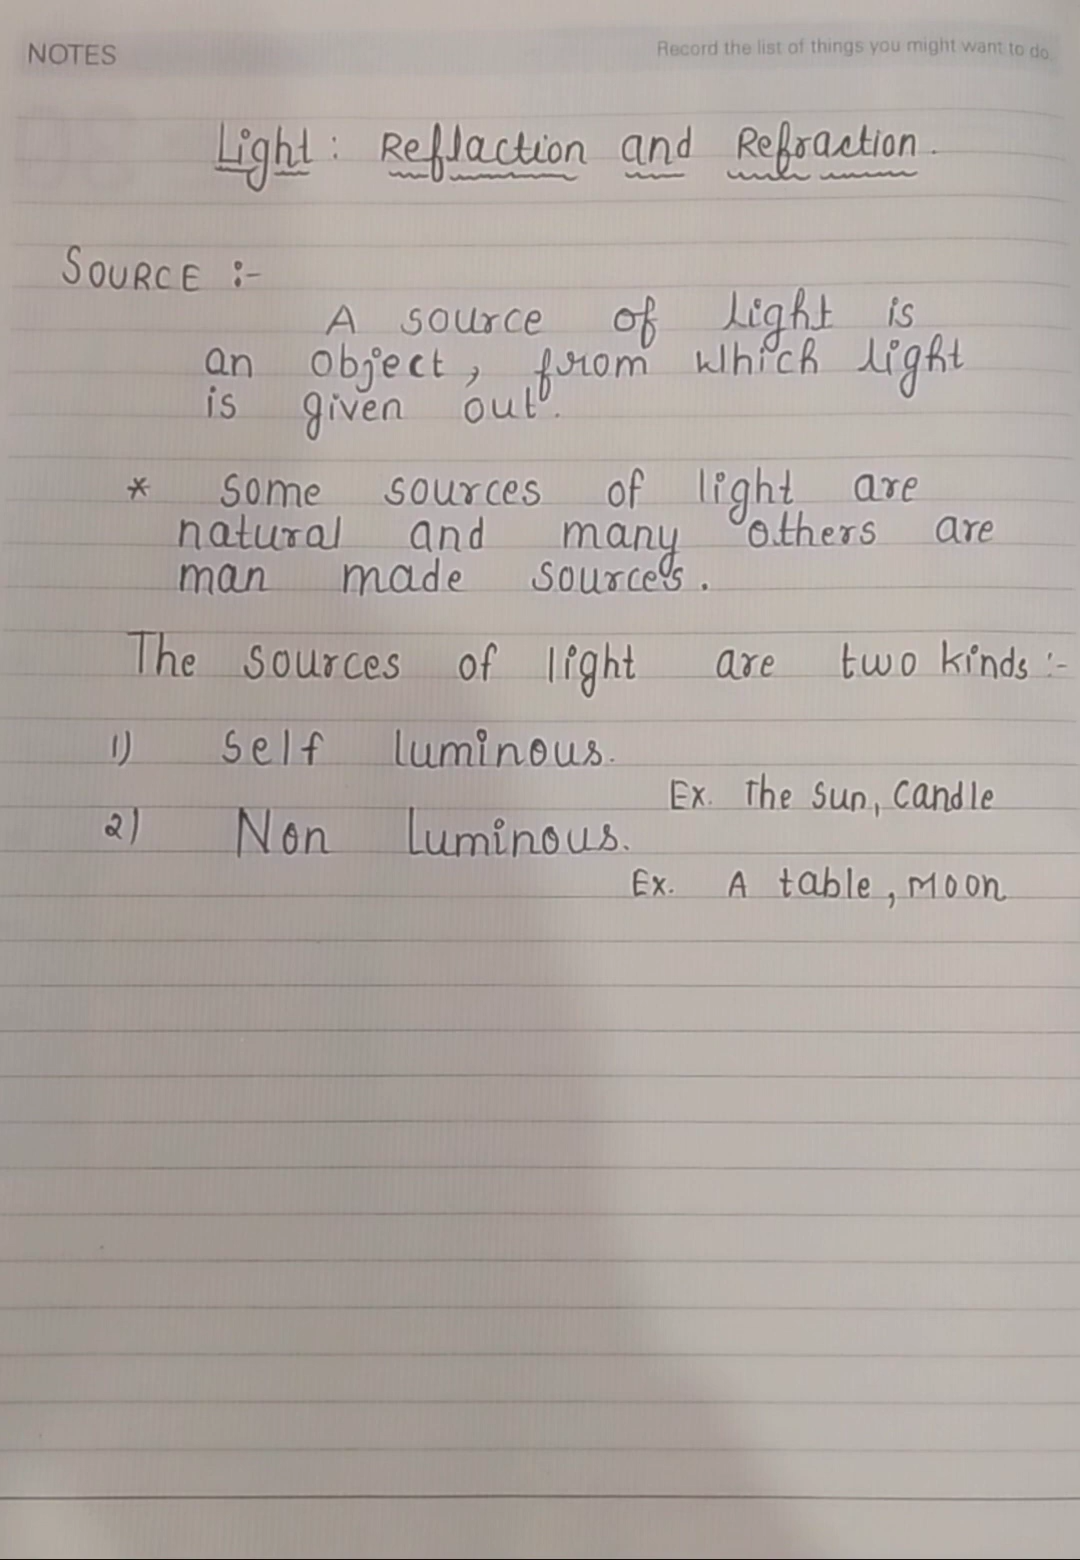 NOTES
Record the list of things you might want to do.
Light : Reflaction and Refraction.
SOURCE :-
A source of light is
an object, from which light
is given out.
* some sources of light are
natural and many others are
man made sources.
The sources of light are two kinds :-
1) Self luminous.
Ex. The sun, candle
2) Non luminous.
Ex. A table, Moon